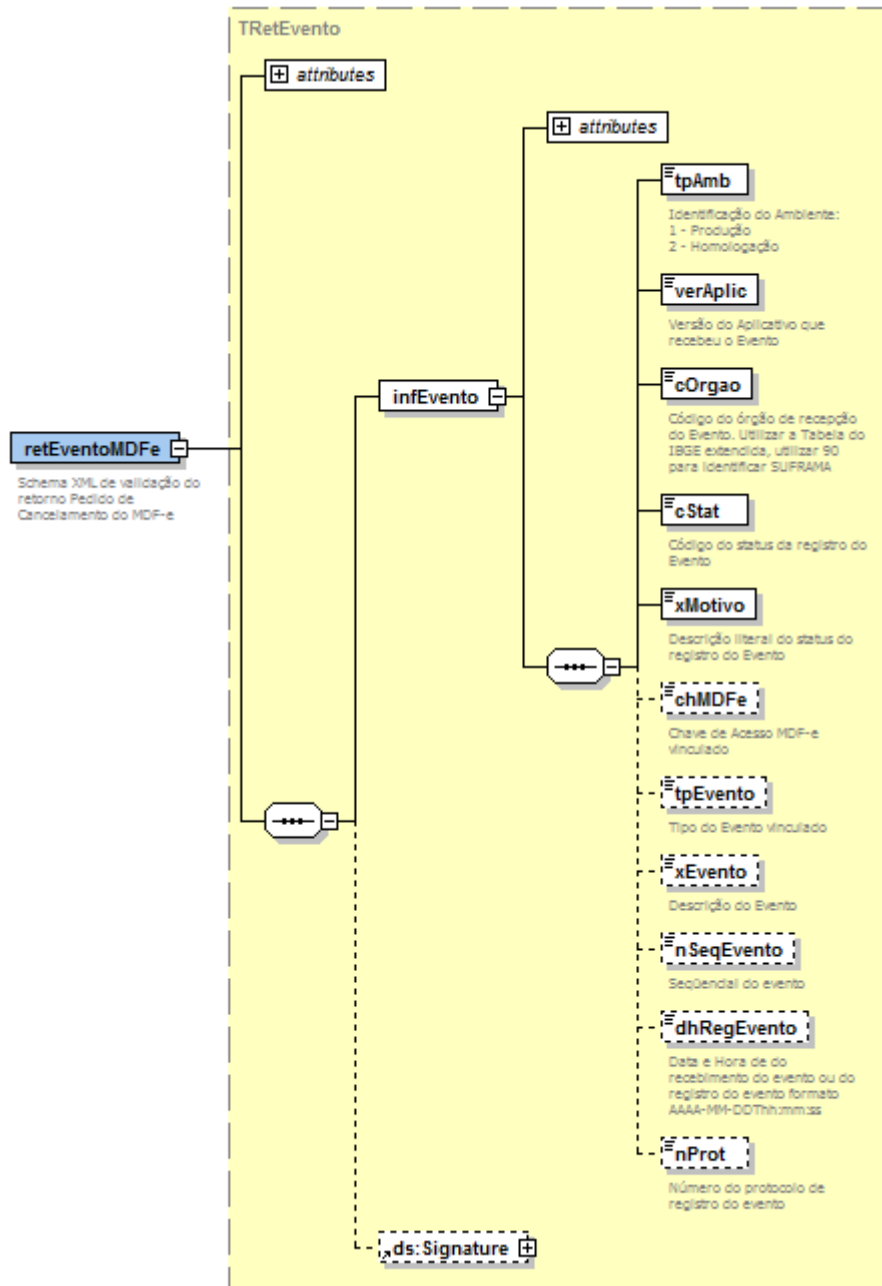 TRetEvento
attributes
attributes
tpAmb
Identificação do Ambiente:
1 - Produção
2 - Homologação
verAplic
Versão do Aplicativo que
recebeu o Evento
cOrgao
Código do órgão de recepção
do Evento. Utilizar a Tabela do
IBGE extendida, utilizar 90
para identificar SUFRAMA
infEvento
retEventoMDFe
Schema XML de validação do
retorno Pedido de
Cancelamento do MDF-e
cStat
Código do status da registro do
Evento
xMotivo
Descrição literal do status do
registro do Evento
chMDFe
Chave de Acesso MDF-e
vinculado
tpEvento
Tipo do Evento vinculado
xEvento
Descrição do Evento
nSeqEvento
Seqüencial do evento
dhRegEvento
Data e Hora de do
recebimento do evento ou do
registro do evento formato
AAAA-MM-DDThh:mm:ss
nProt
Número do protocolo de
registro do evento
ds:Signature